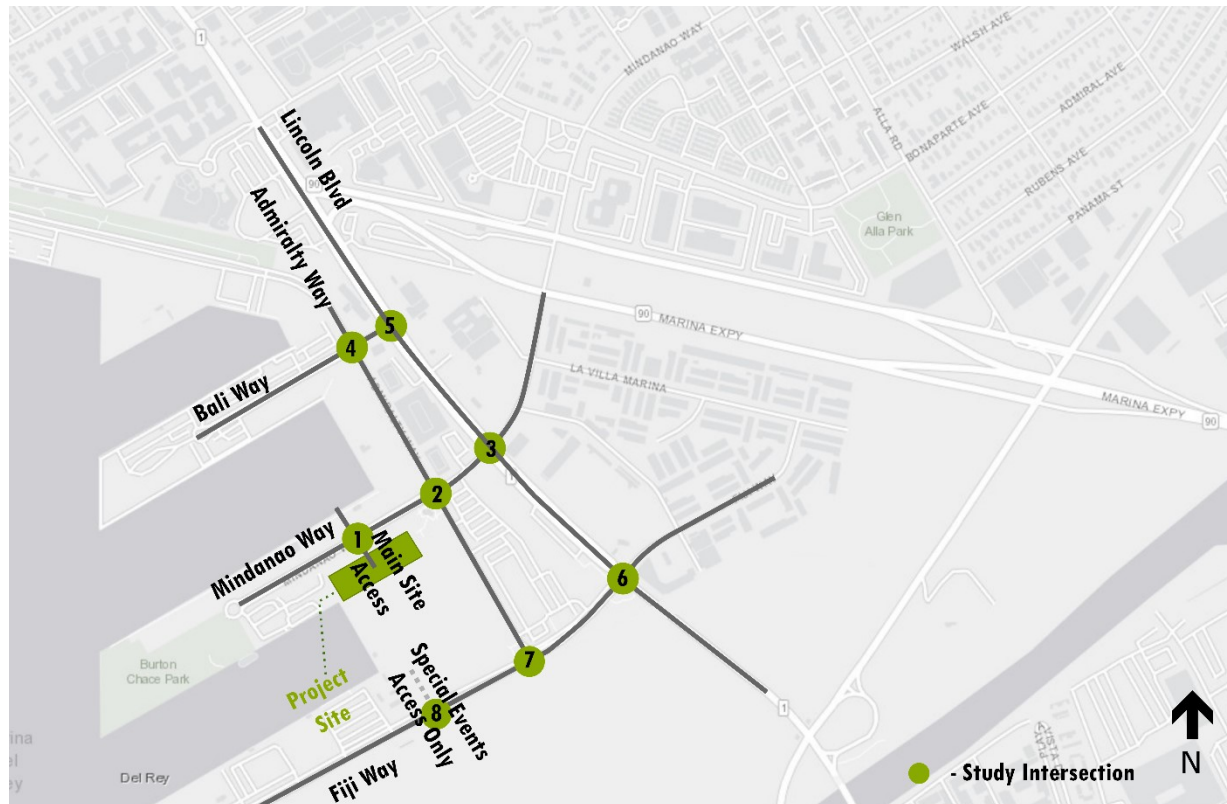 1
MINDANAO WAY
WALSH AVE
ADMIRAL AVE
ALLA RD
BONAPARTE AVE
RUBENS AVE
PANAMA ST
Lincoln Blvd
90
Admiralty Way
Glen
Alla Park
90
MARINA EXPY
5
4
LA VILLA MARINA
MARINA EXPY
90
Bali Way
3
1
2
Mindanao Way
1
Main Site
Access
6
Burton
Chace Park
Project
Site
7
Special Events
Access Only
8
1
Del Rey
Fiji Way
- Study Intersection
N